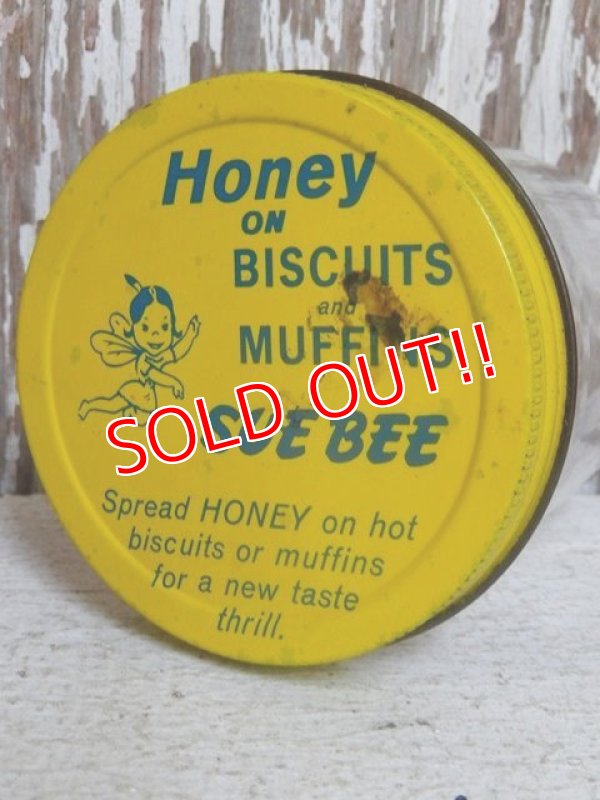 Honey
ON
BISCUITS
and
MUFFINS
SUE BEE
SOLD OUT!!
Spread HONEY on hot
biscuits or muffins
for a new taste
thrill.